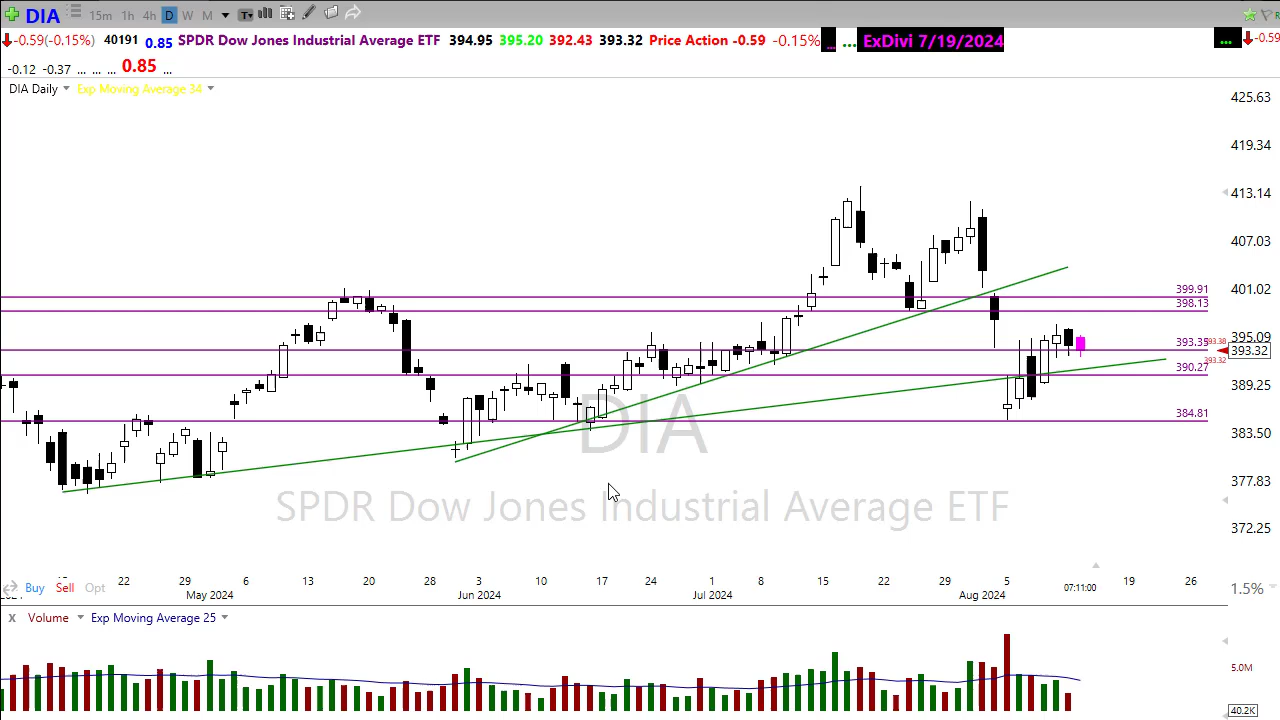 DIA 15m 1h 4h D W M T
-0.59(-0.15%) 40191 0.85 SPDR Dow Jones Industrial Average ETF 394.95 395.20 392.43 393.32 Price Action -0.59 -0.15% ... ... ExDivi 7/19/2024 ... -0.59
-0.12 -0.37 ... ... ... 0.85 ...
DIA Daily Exp Moving Average 34
425.63
419.34
413.14
407.03
401.02
399.91
398.13
395.09
393.35 393.38
393.32
393.32
390.27
389.25
384.81
383.50
377.83
372.25
DIA
SPDR Dow Jones Industrial Average ETF
22 29 6 13 20 28 3 10 17 24 1 8 15 22 29 5 07:11:00 19 26
Buy Sell Opt 1.5%
May 2024 Jun 2024 Jul 2024 Aug 2024
X Volume Exp Moving Average 25
5.0M
40.2K